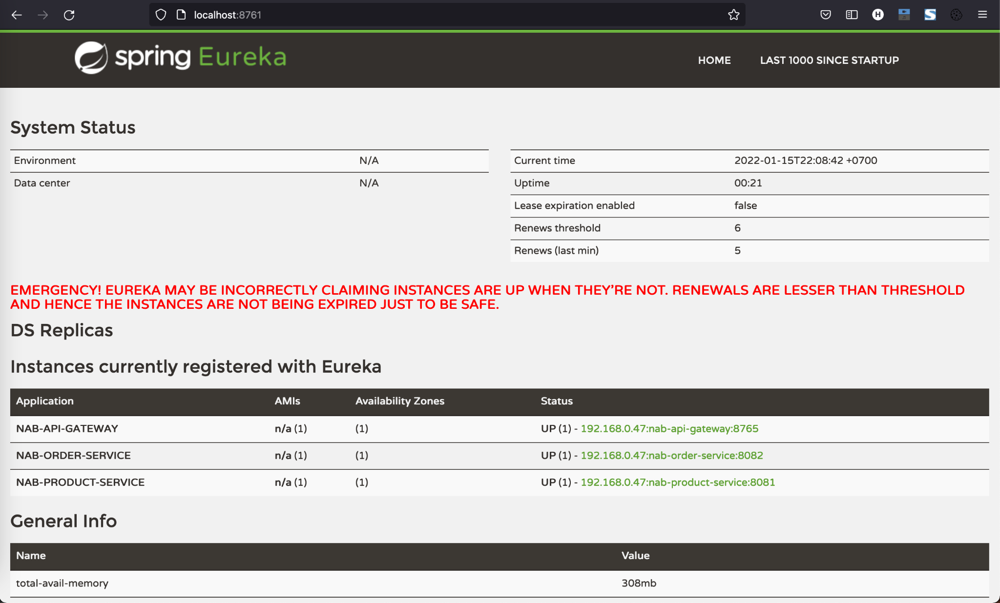 localhost:8761
spring Eureka
HOME LAST 1000 SINCE STARTUP
System Status
Environment N/A
Data center N/A
Current time 2022-01-15T22:08:42 +0700
Uptime 00:21
Lease expiration enabled false
Renews threshold 6
Renews (last min) 5
EMERGENCY! EUREKA MAY BE INCORRECTLY CLAIMING INSTANCES ARE UP WHEN THEY’RE NOT. RENEWALS ARE LESSER THAN THRESHOLD
AND HENCE THE INSTANCES ARE NOT BEING EXPIRED JUST TO BE SAFE.
DS Replicas
Instances currently registered with Eureka
Application AMIs Availability Zones Status
NAB-API-GATEWAY n/a (1) (1) UP (1) - 192.168.0.47:nab-api-gateway:8765
NAB-ORDER-SERVICE n/a (1) (1) UP (1) - 192.168.0.47:nab-order-service:8082
NAB-PRODUCT-SERVICE n/a (1) (1) UP (1) - 192.168.0.47:nab-product-service:8081
General Info
Name Value
total-avail-memory 308mb